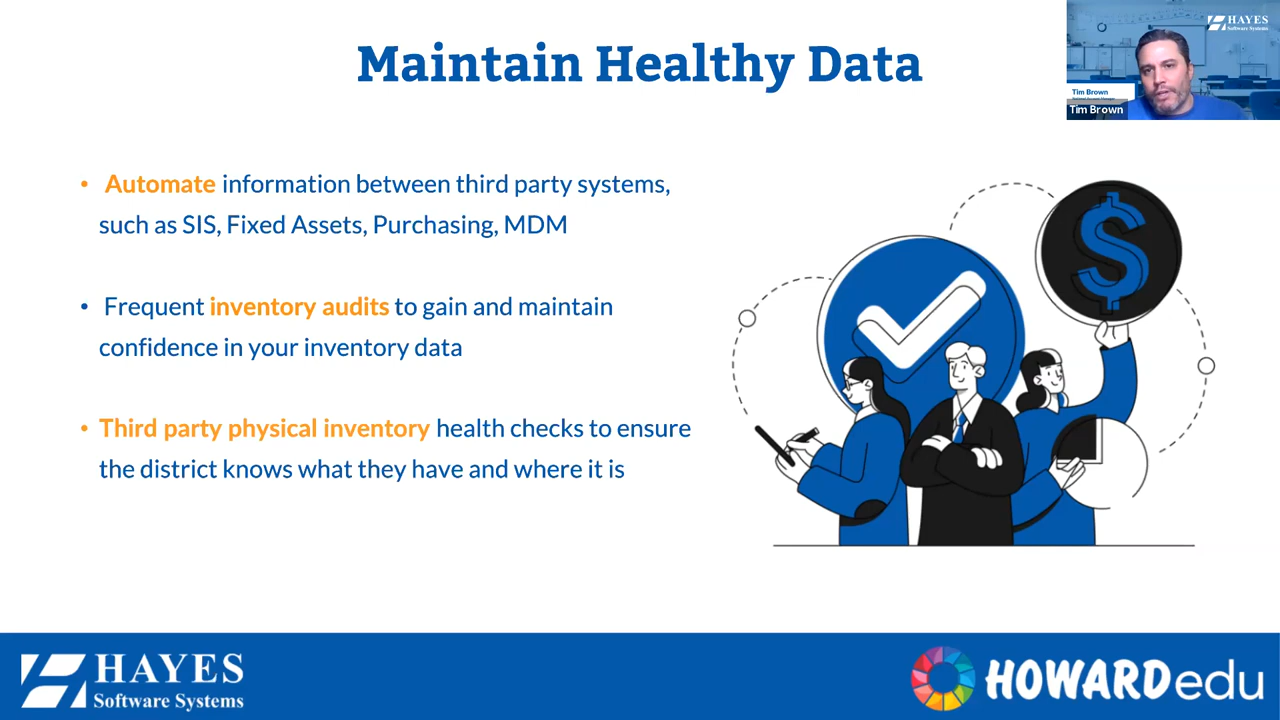 Maintain Healthy Data
HAYES
Software Systems
Tim Brown
Tim Brown
• Automate information between third party systems,
such as SIS, Fixed Assets, Purchasing, MDM
• Frequent inventory audits to gain and maintain
confidence in your inventory data
• Third party physical inventory health checks to ensure
the district knows what they have and where it is
$
HAYES
Software Systems
HOWARDedu